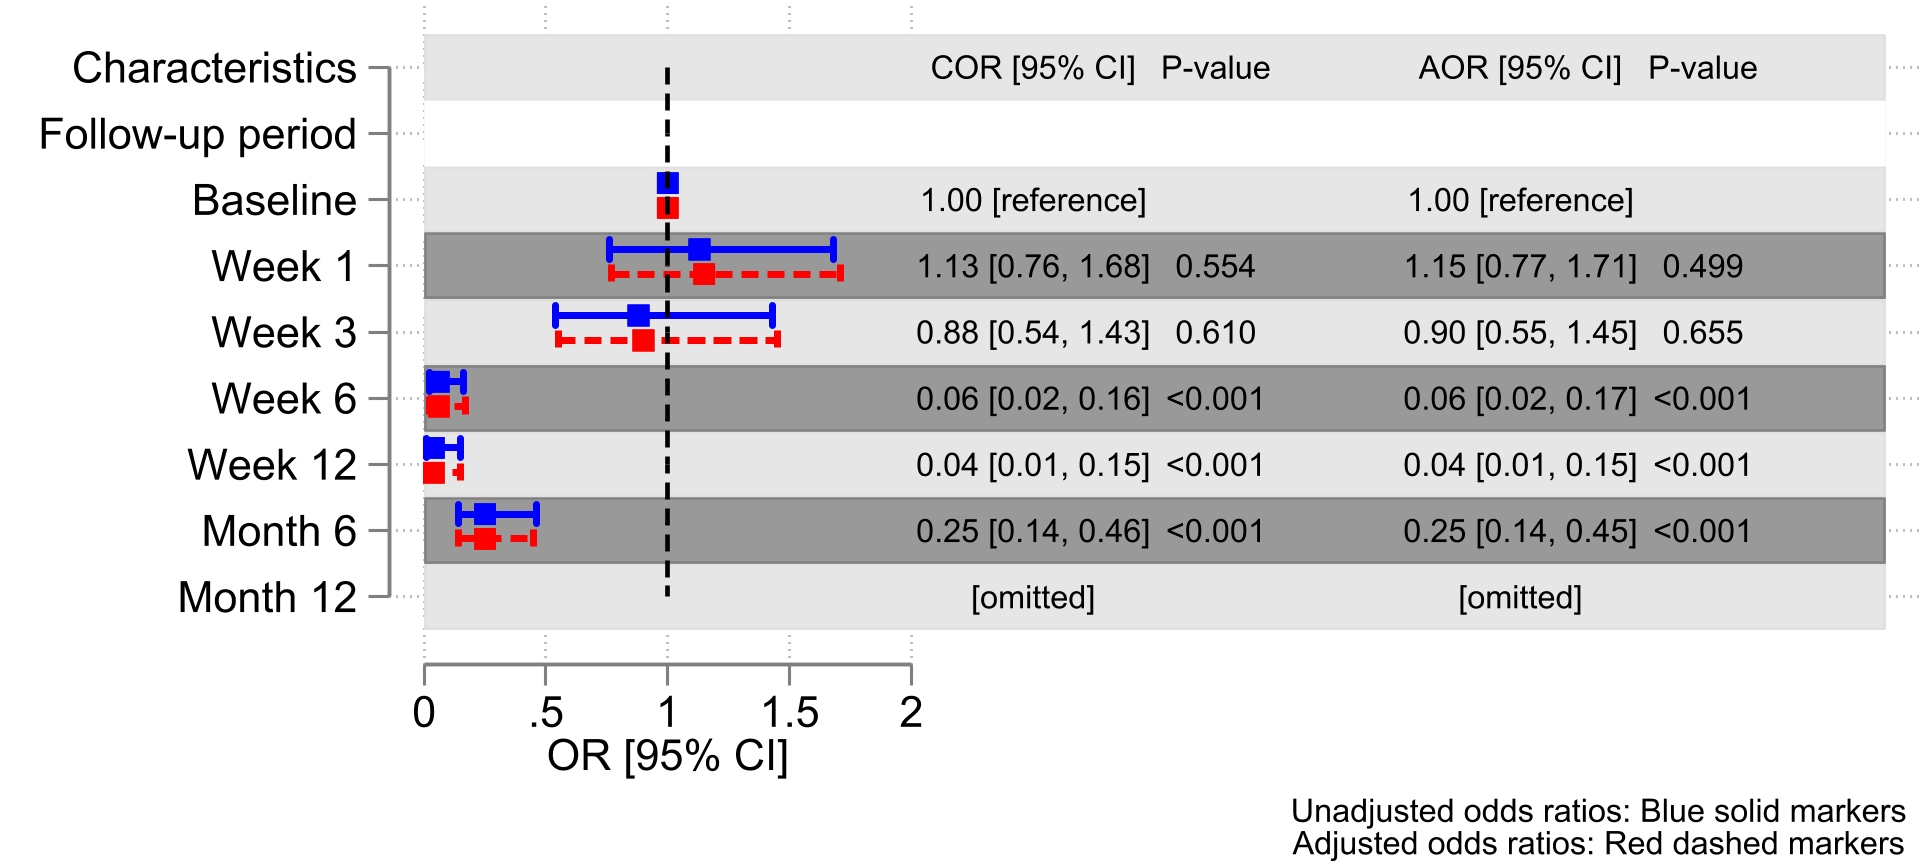 Characteristics COR [95% CI] P-value AOR [95% CI] P-value
Follow-up period
Baseline 1.00 [reference] 1.00 [reference]
Week 1 1.13 [0.76, 1.68] 0.554 1.15 [0.77, 1.71] 0.499
Week 3 0.88 [0.54, 1.43] 0.610 0.90 [0.55, 1.45] 0.655
Week 6 0.06 [0.02, 0.16] <0.001 0.06 [0.02, 0.17] <0.001
Week 12 0.04 [0.01, 0.15] <0.001 0.04 [0.01, 0.15] <0.001
Month 6 0.25 [0.14, 0.46] <0.001 0.25 [0.14, 0.45] <0.001
Month 12 [omitted] [omitted]
0 .5 1 1.5 2
OR [95% CI]
Unadjusted odds ratios: Blue solid markers
Adjusted odds ratios: Red dashed markers